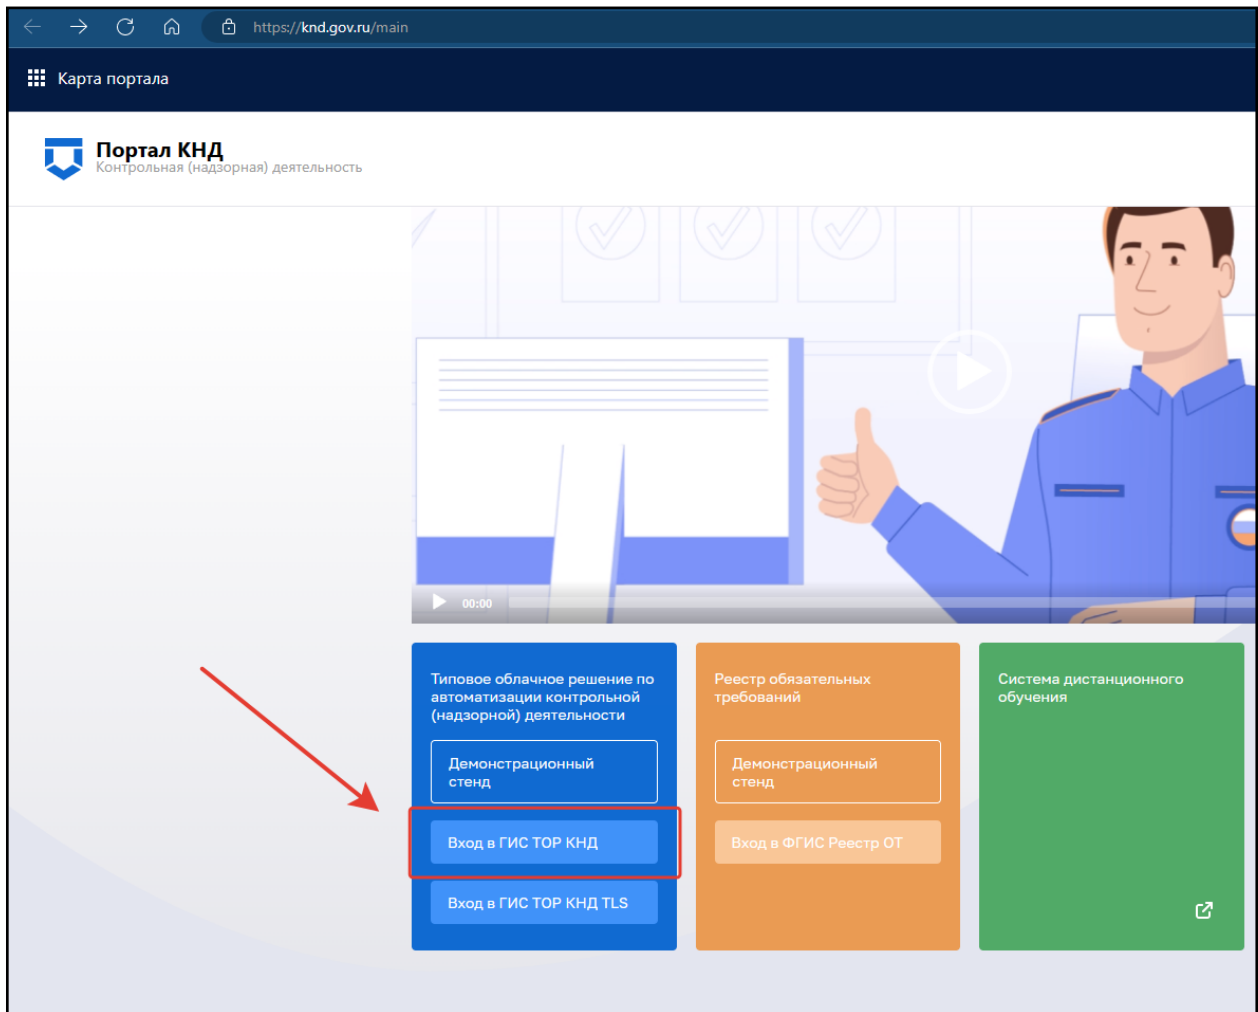 https://knd.gov.ru/main
Карта портала
Портал КНД
Контрольная (надзорная) деятельность
00:00
Типовое облачное решение по
автоматизации контрольной
(надзорной) деятельности
Демонстрационный
стенд
Вход в ГИС ТОР КНД
Вход в ГИС ТОР КНД TLS
Реестр обязательных
требований
Демонстрационный
стенд
Вход в ФГИС Реестр ОТ
Система дистанционного
обучения